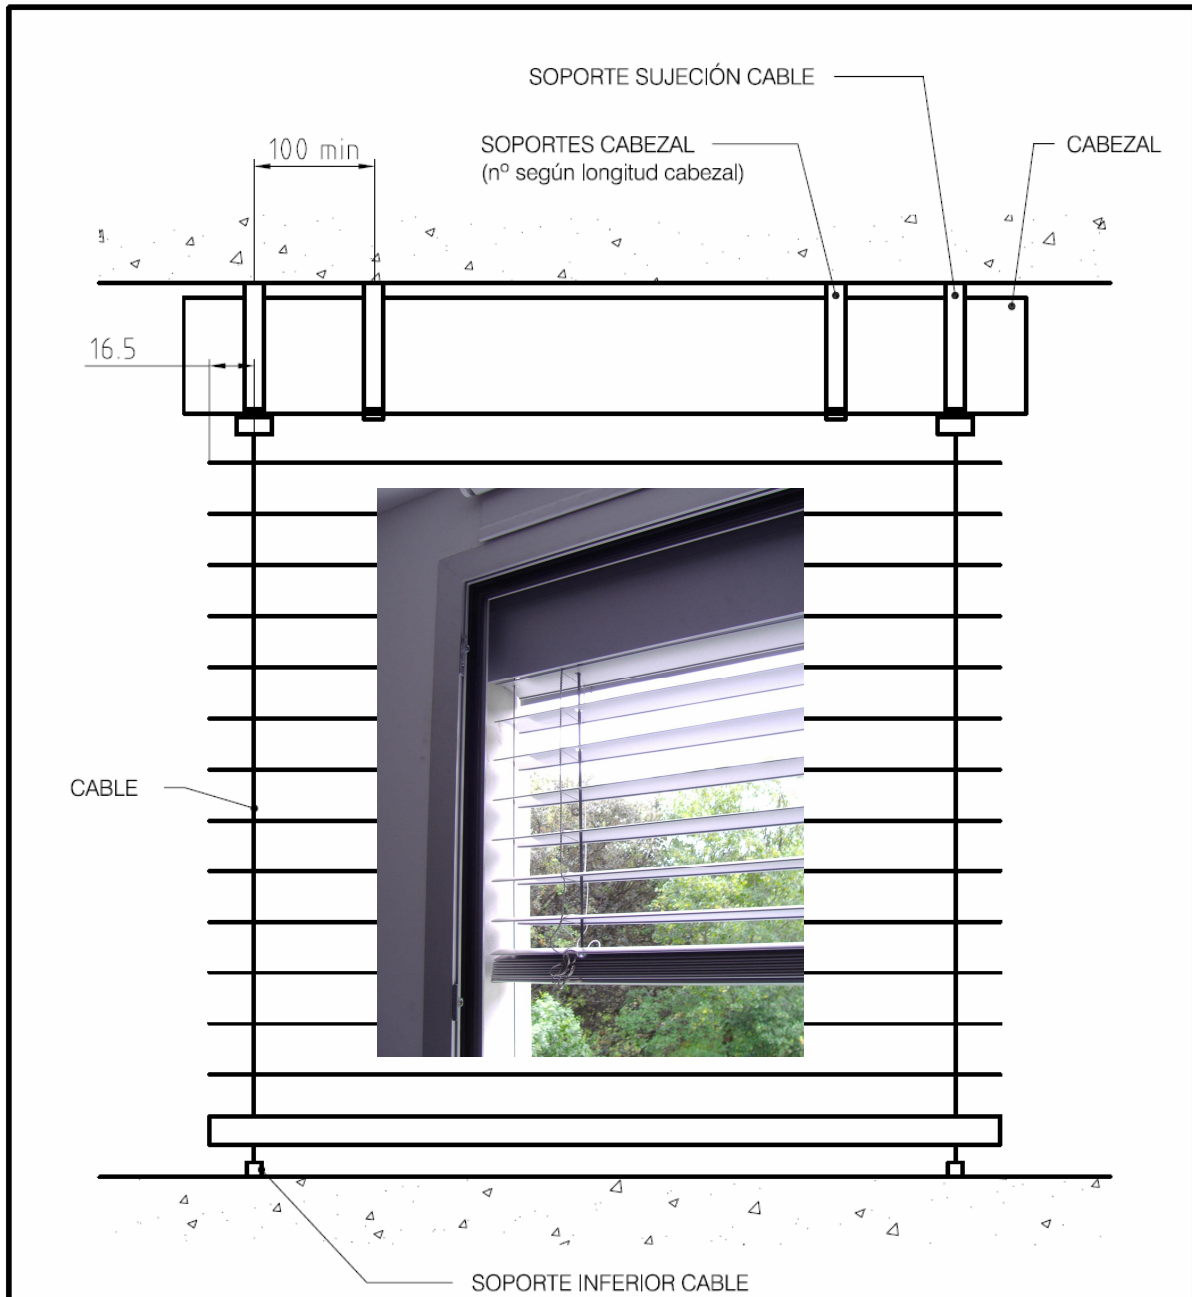 SOPORTE SUJECIÓN CABLE
SOPORTES CABEZAL
(nº según longitud cabezal)
CABEZAL
100 min
16.5
CABLE
SOPORTE INFERIOR CABLE